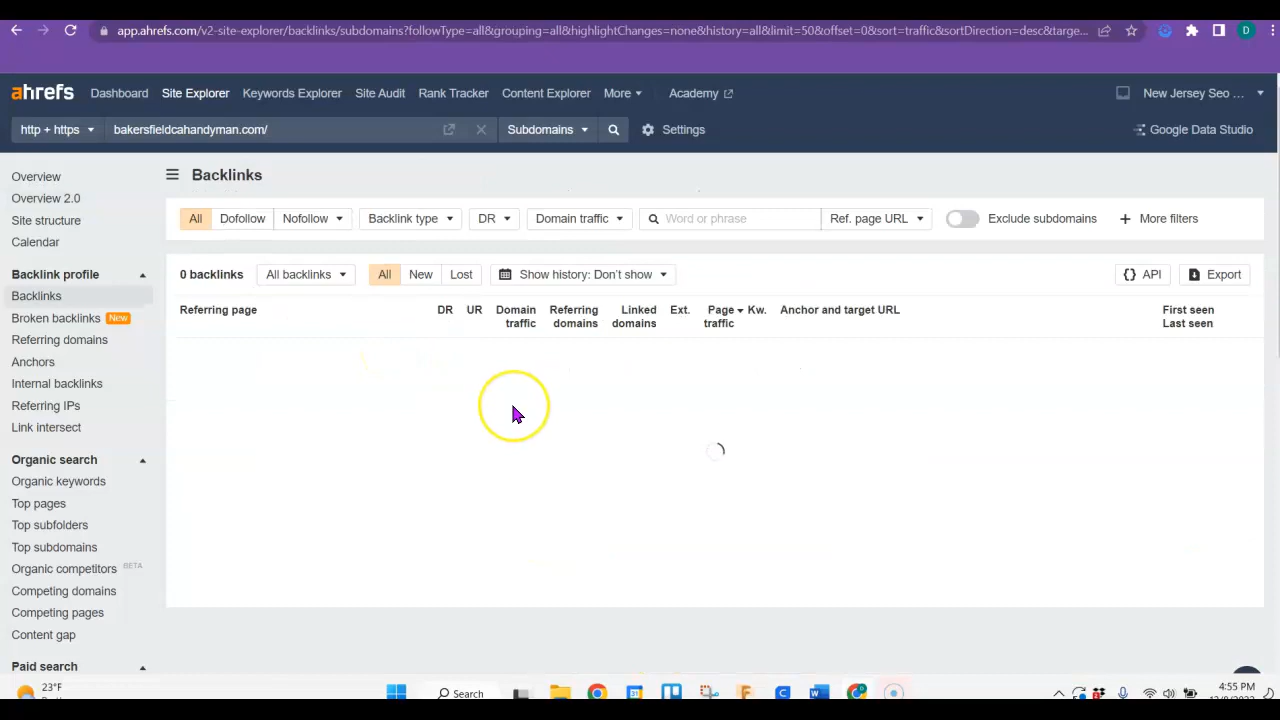 app.ahrefs.com/v2-site-explorer/backlinks/subdomains?followType=all&grouping=all&highlightChanges=none&history=all&limit=50&offset=0&sort=traffic&sortDirection=desc&targe...
D
ahrefs Dashboard Site Explorer Keywords Explorer Site Audit Rank Tracker Content Explorer More Academy New Jersey Seo ...
http + https bakersfieldcahandyman.com/ Subdomains Settings Google Data Studio
Overview
Overview 2.0
Site structure
Calendar
Backlink profile
Backlinks
Broken backlinks New
Referring domains
Anchors
Internal backlinks
Referring IPs
Link intersect
Organic search
Organic keywords
Top pages
Top subfolders
Top subdomains
Organic competitors BETA
Competing domains
Competing pages
Content gap
Paid search
Backlinks
All Dofollow Nofollow Backlink type DR Domain traffic Word or phrase Ref. page URL Exclude subdomains + More filters
0 backlinks All backlinks All New Lost Show history: Don't show {} API Export
Referring page DR UR Domain traffic Referring domains Linked domains Ext. Page traffic Kw. Anchor and target URL First seen Last seen
23°F
Search
4:55 PM